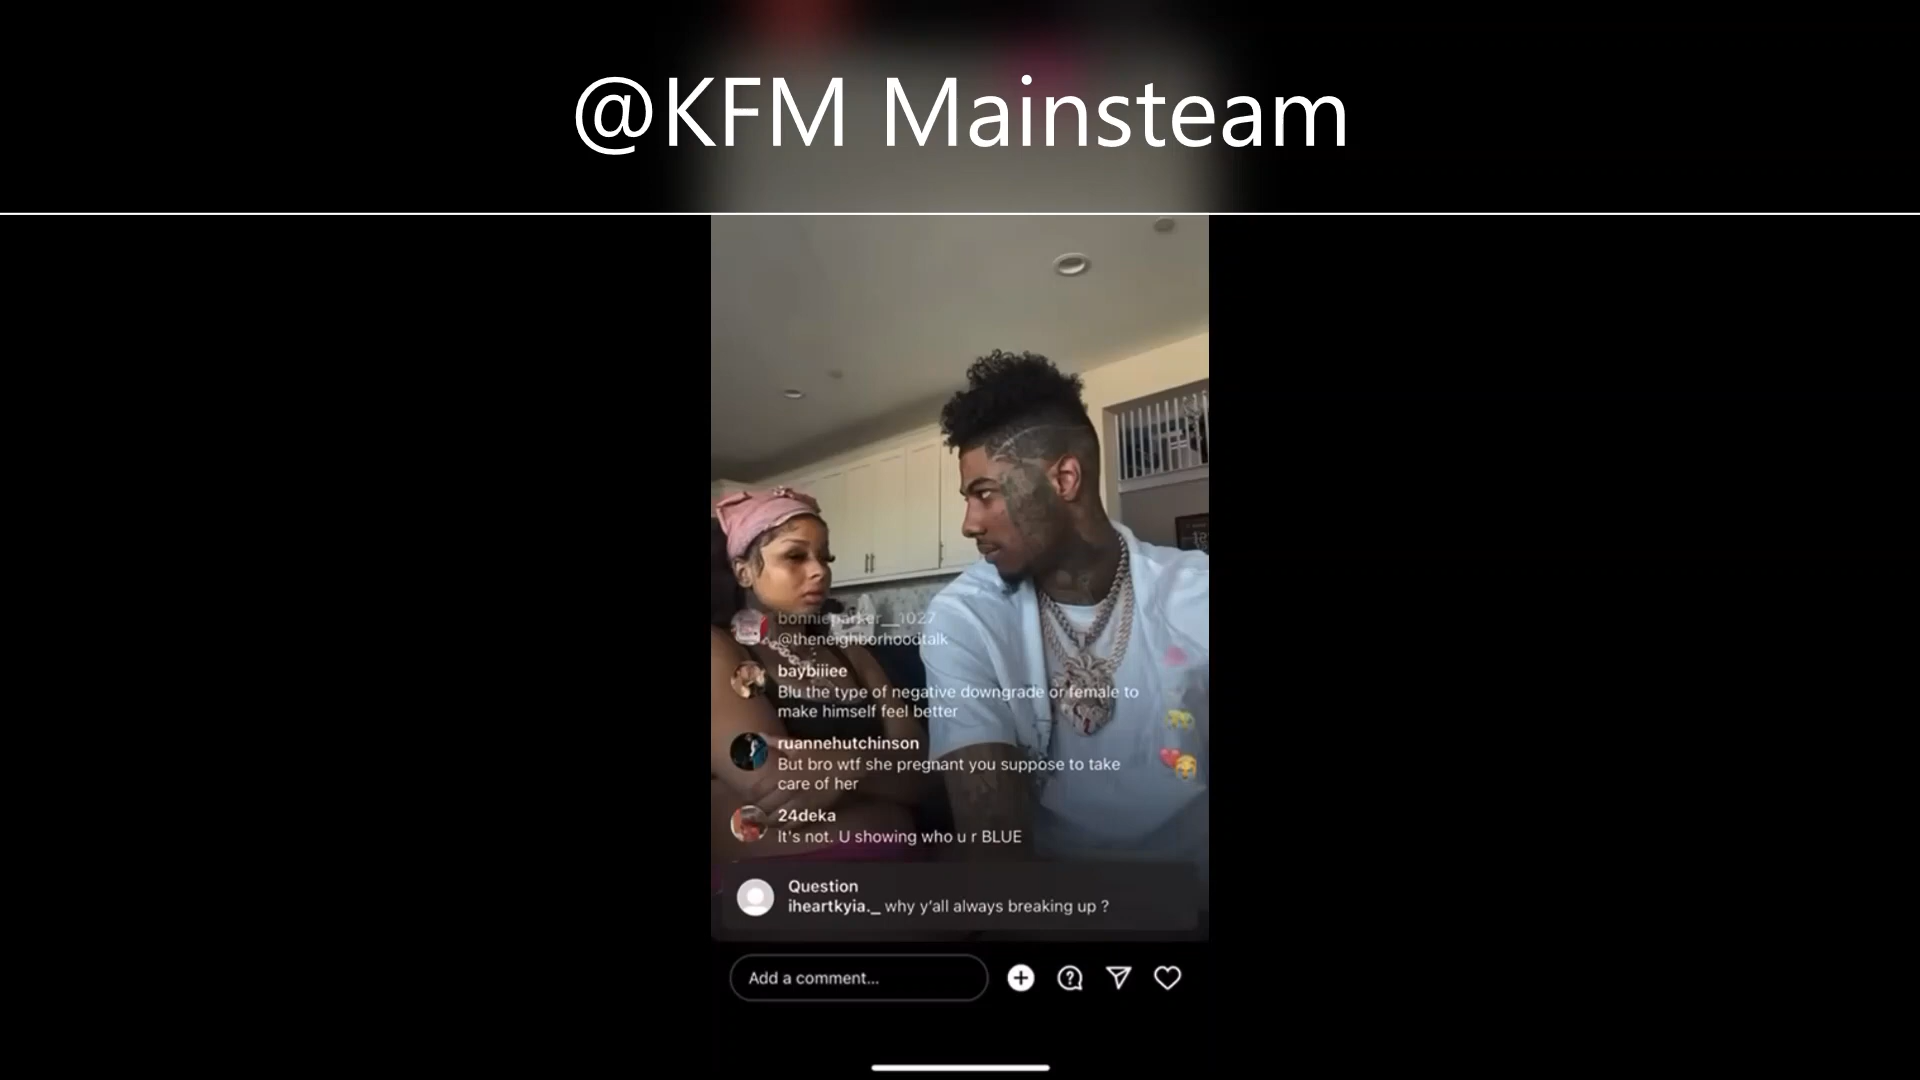 @KFM Mainsteam
bonnieparker__1027
@theneighborhoodtalk
baybiiiee
Blu the type of negative downgrade or female to
make himself feel better
ruannehutchinson
But bro wtf she pregnant you suppose to take
care of her
24deka
It's not. U showing who u r BLUE
Question
iheartkyia._ why y'all always breaking up ?
Add a comment...